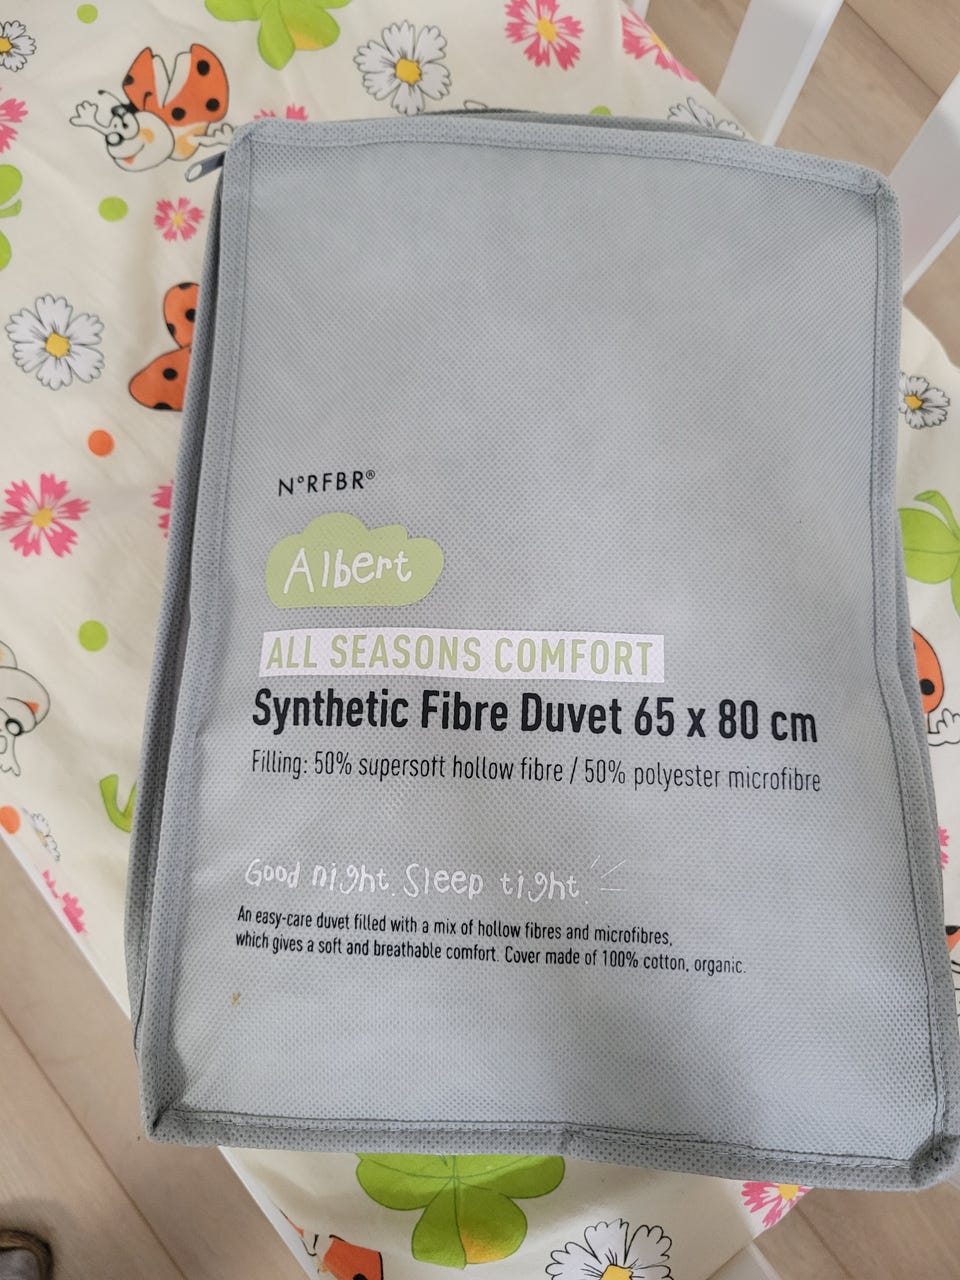 N°RFBR®
Albert
ALL SEASONS COMFORT
Synthetic Fibre Duvet 65 x 80 cm
Filling: 50% supersoft hollow fibre / 50% polyester microfibre
Good night. Sleep tight.
An easy-care duvet filled with a mix of hollow fibres and microfibres,
which gives a soft and breathable comfort. Cover made of 100% cotton, organic.